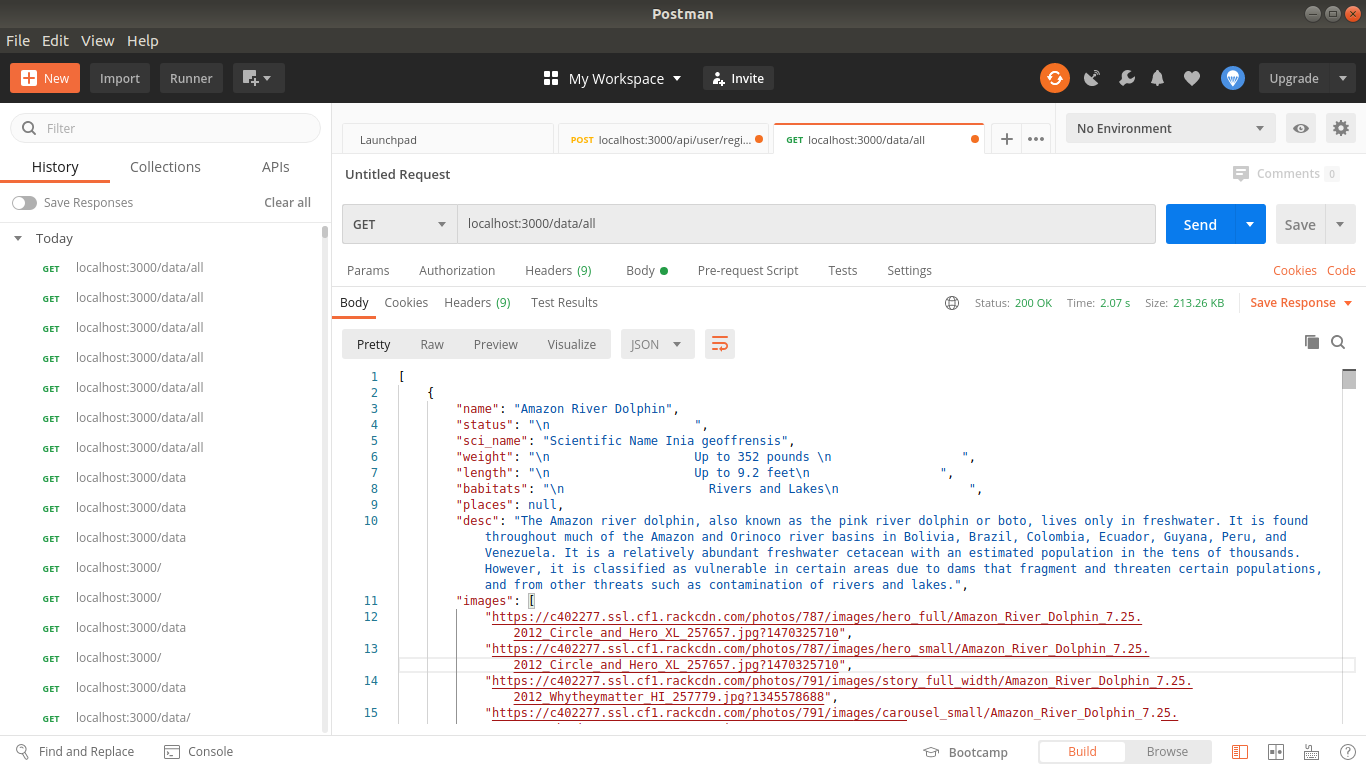 Postman
File Edit View Help
New Import Runner My Workspace Invite Upgrade
Filter
History Collections APIs
Save Responses Clear all
Today
GET localhost:3000/data/all
GET localhost:3000/data/all
GET localhost:3000/data/all
GET localhost:3000/data/all
GET localhost:3000/data/all
GET localhost:3000/data/all
GET localhost:3000/data/all
GET localhost:3000/data
GET localhost:3000/data
GET localhost:3000/data
GET localhost:3000/
GET localhost:3000/
GET localhost:3000/data
GET localhost:3000/
GET localhost:3000/data
GET localhost:3000/data/
Launchpad POST localhost:3000/api/user/regi... GET localhost:3000/data/all No Environment
Untitled Request Comments 0
GET localhost:3000/data/all Send Save
Params Authorization Headers (9) Body Pre-request Script Tests Settings Cookies Code
Body Cookies Headers (9) Test Results Status: 200 OK Time: 2.07 s Size: 213.26 KB Save Response
Pretty Raw Preview Visualize JSON
1 [
2 {
3 "name": "Amazon River Dolphin",
4 "status": "\n ",
5 "sci_name": "Scientific Name Inia geoffrensis",
6 "weight": "\n Up to 352 pounds \n ",
7 "length": "\n Up to 9.2 feet\n ",
8 "babitats": "\n Rivers and Lakes\n ",
9 "places": null,
10 "desc": "The Amazon river dolphin, also known as the pink river dolphin or boto, lives only in freshwater. It is found
throughout much of the Amazon and Orinoco river basins in Bolivia, Brazil, Colombia, Ecuador, Guyana, Peru, and
Venezuela. It is a relatively abundant freshwater cetacean with an estimated population in the tens of thousands.
However, it is classified as vulnerable in certain areas due to dams that fragment and threaten certain populations,
and from other threats such as contamination of rivers and lakes.",
11 "images": [
12 "https://c402277.ssl.cf1.rackcdn.com/photos/787/images/hero_full/Amazon_River_Dolphin_7.25.
2012_Circle_and_Hero_XL_257657.jpg?1470325710",
13 "https://c402277.ssl.cf1.rackcdn.com/photos/787/images/hero_small/Amazon_River_Dolphin_7.25.
2012_Circle_and_Hero_XL_257657.jpg?1470325710",
14 "https://c402277.ssl.cf1.rackcdn.com/photos/791/images/story_full_width/Amazon_River_Dolphin_7.25.
2012_Whytheymatter_HI_257779.jpg?1345578688",
15 "https://c402277.ssl.cf1.rackcdn.com/photos/791/images/carousel_small/Amazon_River_Dolphin_7.25.
Find and Replace Console Bootcamp Build Browse